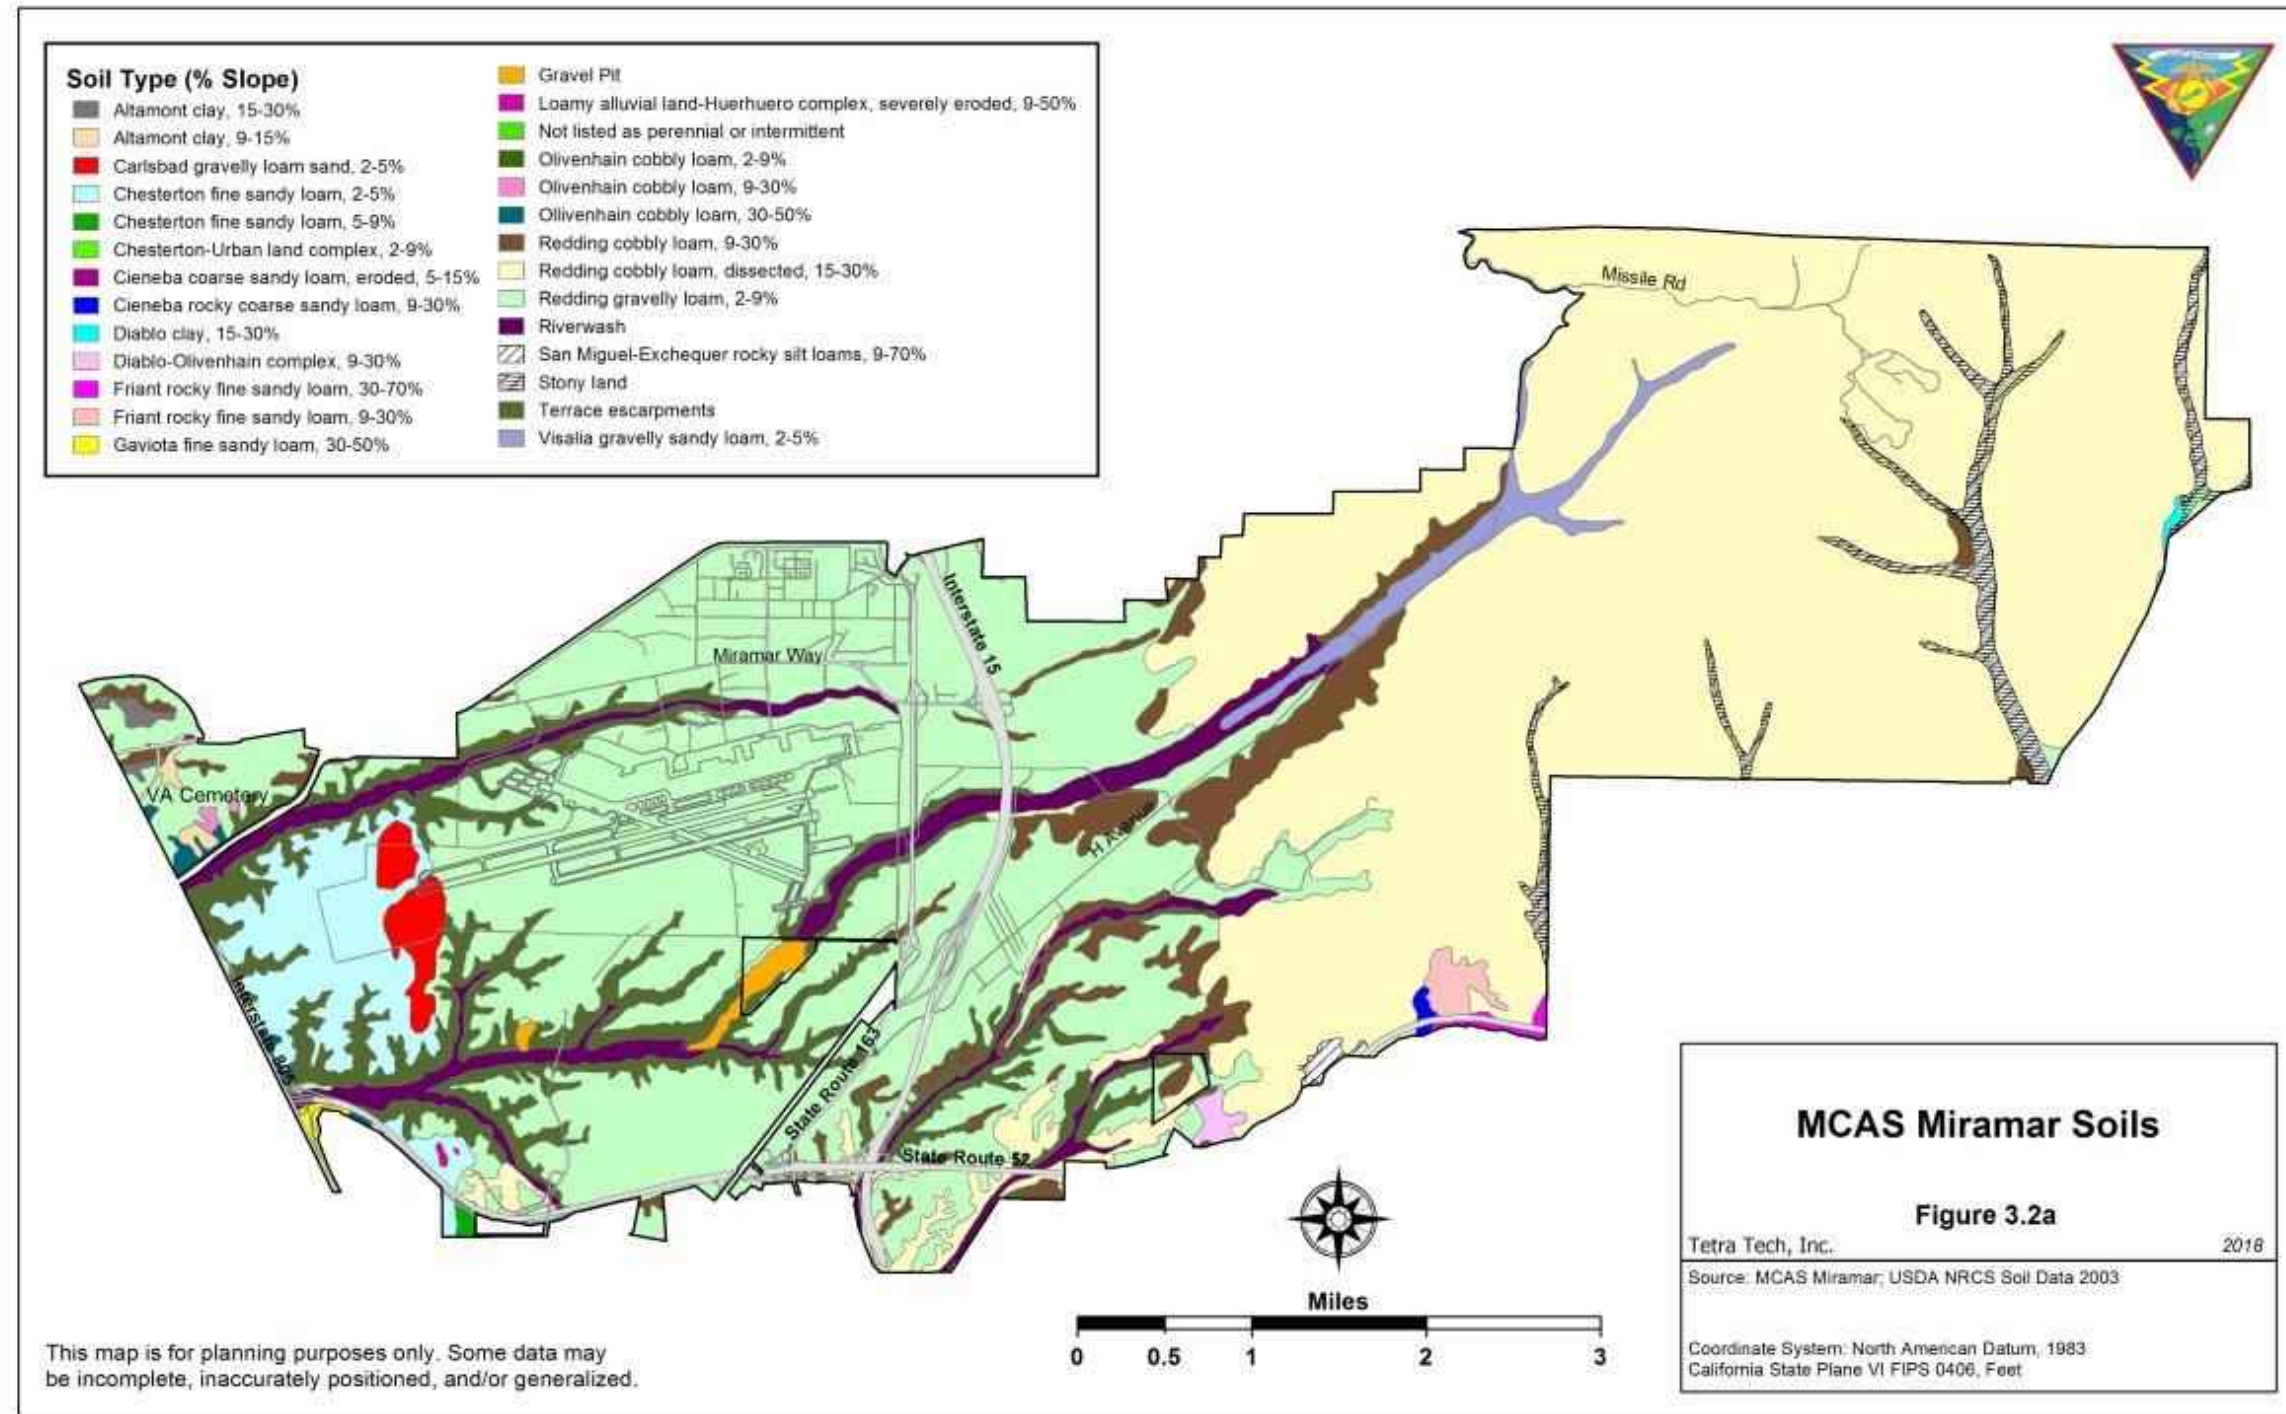 Soil Type (% Slope)
Altamont clay, 15-30%
Altamont clay, 9-15%
Carlsbad gravelly loam sand, 2-5%
Chesterton fine sandy loam, 2-5%
Chesterton fine sandy loam, 5-9%
Chesterton-Urban land complex, 2-9%
Cieneba coarse sandy loam, eroded, 5-15%
Cieneba rocky coarse sandy loam, 9-30%
Diablo clay, 15-30%
Diablo-Olivenhain complex, 9-30%
Friant rocky fine sandy loam, 30-70%
Friant rocky fine sandy loam, 9-30%
Gaviota fine sandy loam, 30-50%
Gravel Pit
Loamy alluvial land-Huerhuero complex, severely eroded, 9-50%
Not listed as perennial or intermittent
Olivenhain cobbly loam, 2-9%
Olivenhain cobbly loam, 9-30%
Ollivenhain cobbly loam, 30-50%
Redding cobbly loam, 9-30%
Redding cobbly loam, dissected, 15-30%
Redding gravelly loam, 2-9%
Riverwash
San Miguel-Exchequer rocky silt loams, 9-70%
Stony land
Terrace escarpments
Visalia gravelly sandy loam, 2-5%
Missile Rd
Interstate 15
Miramar Way
VA Cemetery
H Avenue
Interstate 805
State Route 163
State Route 52
MCAS Miramar Soils
Figure 3.2a
Tetra Tech, Inc. 2018
Source: MCAS Miramar; USDA NRCS Soil Data 2003
Coordinate System: North American Datum, 1983
California State Plane VI FIPS 0406, Feet
Miles
0 0.5 1 2 3
This map is for planning purposes only. Some data may
be incomplete, inaccurately positioned, and/or generalized.